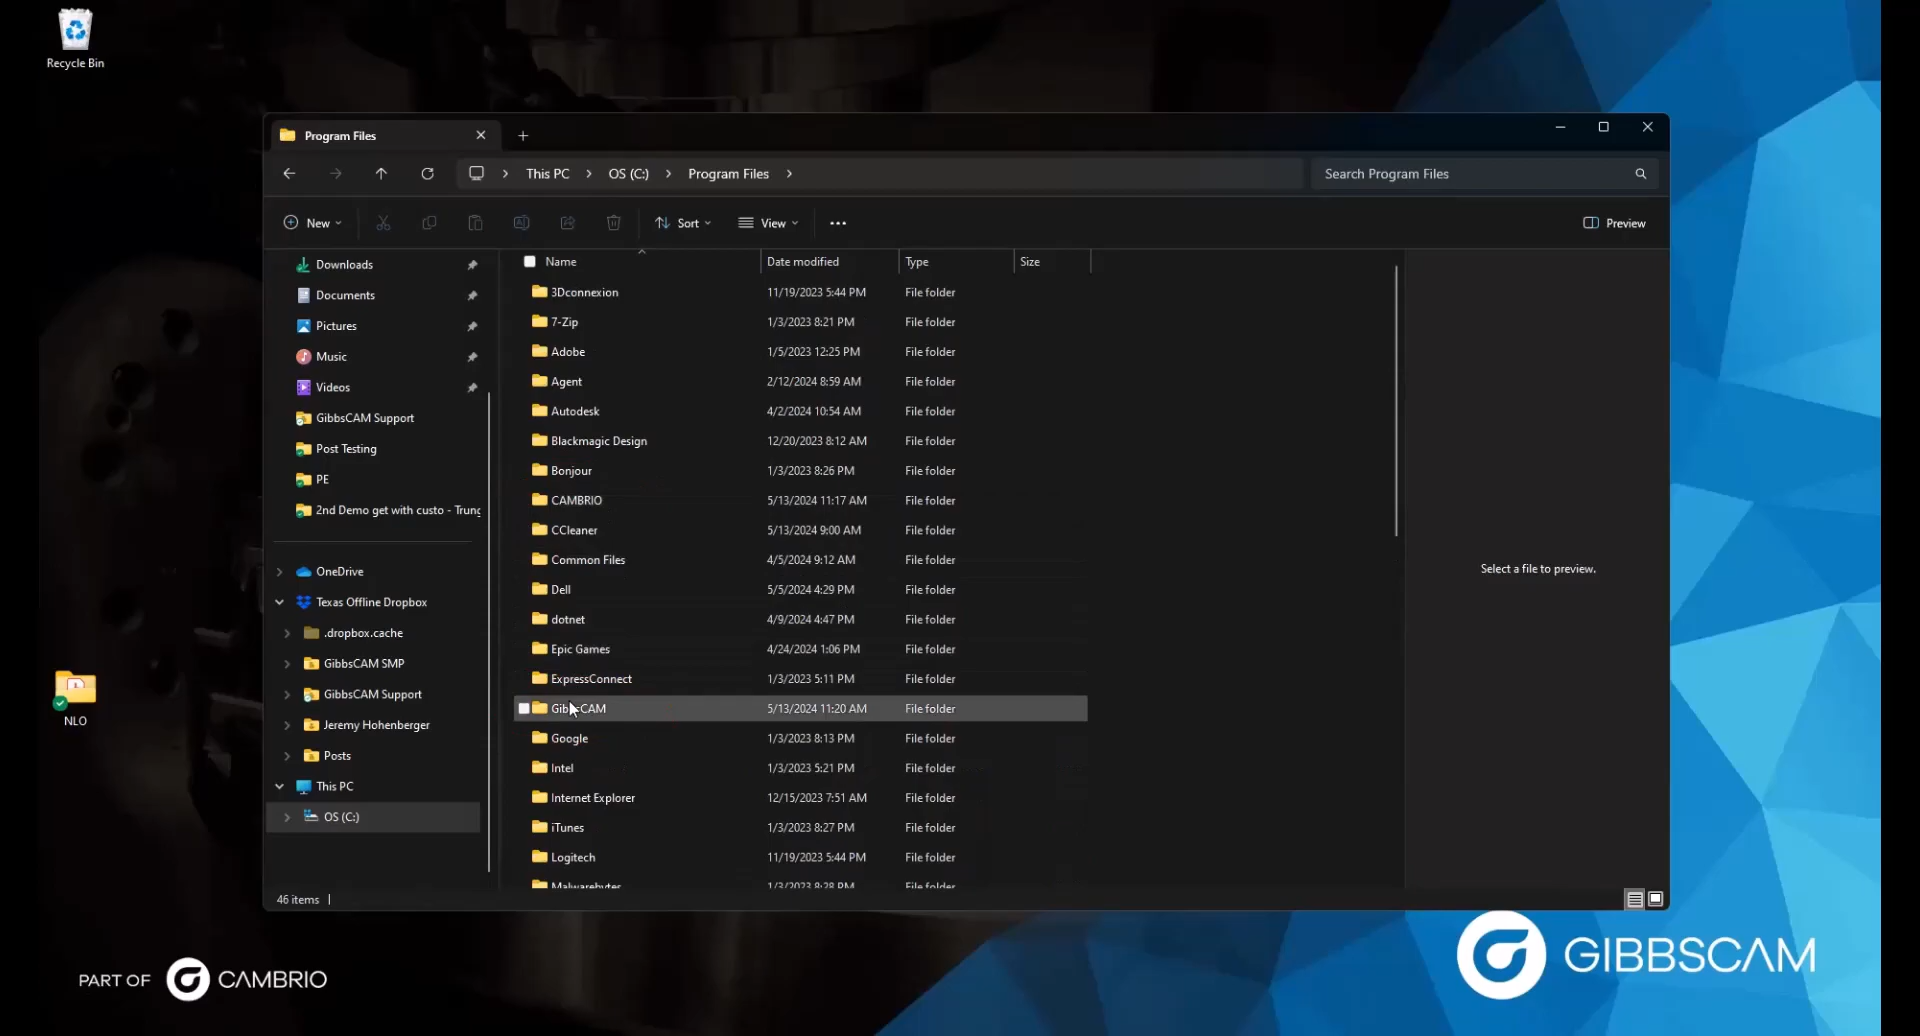 Recycle Bin
Program Files
This PC > OS (C:) > Program Files >
Search Program Files
New
Sort
View
Preview
Downloads
Documents
Pictures
Music
Videos
GibbsCAM Support
Post Testing
PE
2nd Demo get with custo - Trung
OneDrive
Texas Offline Dropbox
.dropbox.cache
GibbsCAM SMP
GibbsCAM Support
Jeremy Hohenberger
Posts
This PC
OS (C:)
Name Date modified Type Size
3Dconnexion 11/19/2023 5:44 PM File folder
7-Zip 1/3/2023 8:21 PM File folder
Adobe 1/5/2023 12:25 PM File folder
Agent 2/12/2024 8:59 AM File folder
Autodesk 4/2/2024 10:54 AM File folder
Blackmagic Design 12/20/2023 8:12 AM File folder
Bonjour 1/3/2023 8:26 PM File folder
CAMBRIO 5/13/2024 11:17 AM File folder
CCleaner 5/13/2024 9:00 AM File folder
Common Files 4/5/2024 9:12 AM File folder
Dell 5/5/2024 4:29 PM File folder
dotnet 4/9/2024 4:47 PM File folder
Epic Games 4/24/2024 1:06 PM File folder
ExpressConnect 1/3/2023 5:11 PM File folder
GibbsCAM 5/13/2024 11:20 AM File folder
Google 1/3/2023 8:13 PM File folder
Intel 1/3/2023 5:21 PM File folder
Internet Explorer 12/15/2023 7:51 AM File folder
iTunes 1/3/2023 8:27 PM File folder
Logitech 11/19/2023 5:44 PM File folder
Malwarebytes 1/3/2023 8:28 PM File folder
Select a file to preview.
46 items
NLO
PART OF CAMBRIO
GIBBSCAM